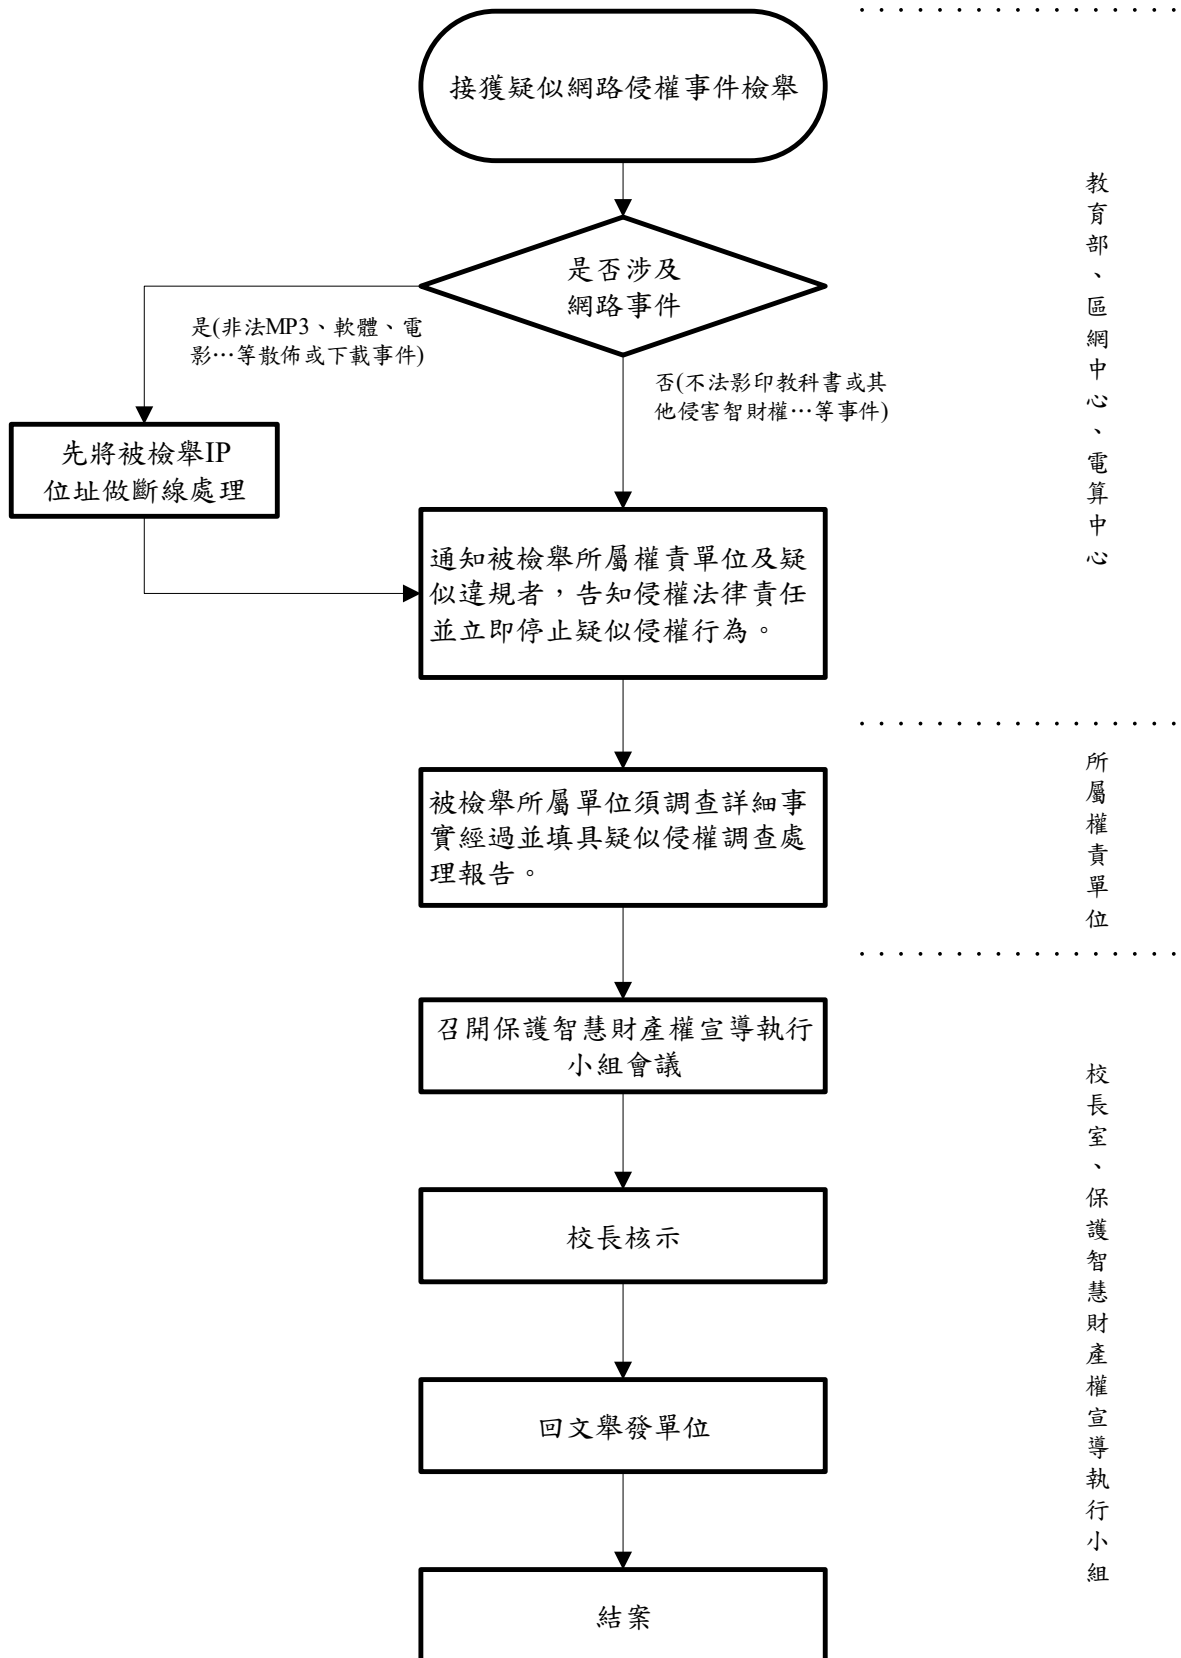 接獲疑似網路侵權事件檢舉
是否涉及
網路事件
是(非法MP3、軟體、電
影…等散佈或下載事件)
否(不法影印教科書或其
他侵害智財權…等事件)
先將被檢舉IP
位址做斷線處理
通知被檢舉所屬權責單位及疑
似違規者，告知侵權法律責任
並立即停止疑似侵權行為。
教育部、區網中心、電算中心
被檢舉所屬單位須調查詳細事
實經過並填具疑似侵權調查處
理報告。
所屬權責單位
召開保護智慧財產權宣導執行
小組會議
校長核示
回文舉發單位
結案
校長室、保護智慧財產權宣導執行小組